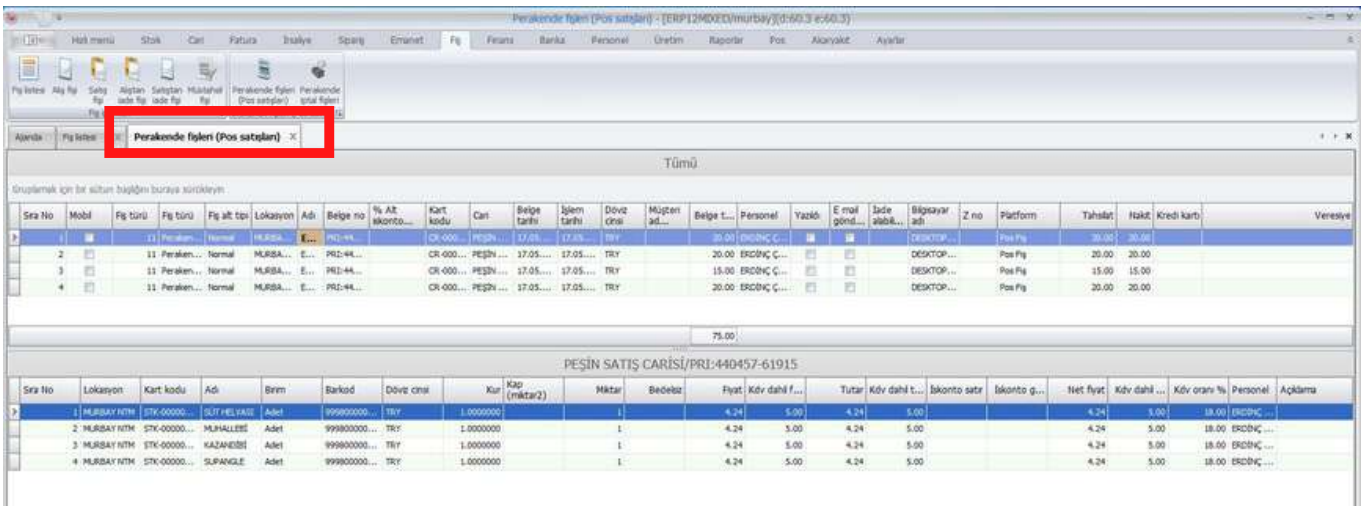 Perakende fişleri (Pos satışları) - [ERP12MIXED/murbay](d:60.3 e:60.3)
Hızlı menü Stok Cari Fatura İrsaliye Sipariş Emanet Fiş Finans Banka Personel Üretim Raporlar Pos Akaryakıt Ayarlar
Fiş listesi Alış fişi Satış fişi Alıştan iade fişi Satıştan iade fişi Müstahsil fişi Perakende fişleri (Pos satışları) Perakende iptal fişleri
Ajanda Fiş listesi Perakende fişleri (Pos satışları) x
Tümü
Gruplamak için bir sütun başlığını buraya sürükleyin
Sıra No Mobil Fiş türü Fiş türü Fiş alt tipi Lokasyon Adı Belge no % Alt iskonto... Kart kodu Cari Belge tarihi İşlem tarihi Döviz cinsi Müşteri ad... Belge t... Personel Yazıldı E mail gönd... İade alabil... Bilgisayar adı Z no Platform Tahsilat Nakit Kredi kartı Veresiye
1 11 Peraken... Normal MURBA... E... PRI:44... CR-000... PEŞİN ... 17.05.... 17.05.... TRY 20.00 ERDİNÇ Ç... DESKTOP... Pos Fiş 20.00 20.00
2 11 Peraken... Normal MURBA... E... PRI:44... CR-000... PEŞİN ... 17.05.... 17.05.... TRY 20.00 ERDİNÇ Ç... DESKTOP... Pos Fiş 20.00 20.00
3 11 Peraken... Normal MURBA... E... PRI:44... CR-000... PEŞİN ... 17.05.... 17.05.... TRY 15.00 ERDİNÇ Ç... DESKTOP... Pos Fiş 15.00 15.00
4 11 Peraken... Normal MURBA... E... PRI:44... CR-000... PEŞİN ... 17.05.... 17.05.... TRY 20.00 ERDİNÇ Ç... DESKTOP... Pos Fiş 20.00 20.00
75.00
PEŞİN SATIŞ CARİSİ/PRI:440457-61915
Sıra No Lokasyon Kart kodu Adı Birim Barkod Döviz cinsi Kur Kap (miktar2) Miktar Bedelsiz Fiyat Kdv dahil f... Tutar Kdv dahil t... İskonto satır İskonto g... Net fiyat Kdv dahil ... Kdv oranı % Personel Açıklama
1 MURBAY NTM STK-00000... SÜT HELVASI Adet 999800000... TRY 1.0000000 1 4.24 5.00 4.24 5.00 4.24 5.00 18.00 ERDİNÇ ...
2 MURBAY NTM STK-00000... MUHALLEBİ Adet 999800000... TRY 1.0000000 1 4.24 5.00 4.24 5.00 4.24 5.00 18.00 ERDİNÇ ...
3 MURBAY NTM STK-00000... KAZANDİBİ Adet 999800000... TRY 1.0000000 1 4.24 5.00 4.24 5.00 4.24 5.00 18.00 ERDİNÇ ...
4 MURBAY NTM STK-00000... SUPANGLE Adet 999800000... TRY 1.0000000 1 4.24 5.00 4.24 5.00 4.24 5.00 18.00 ERDİNÇ ...